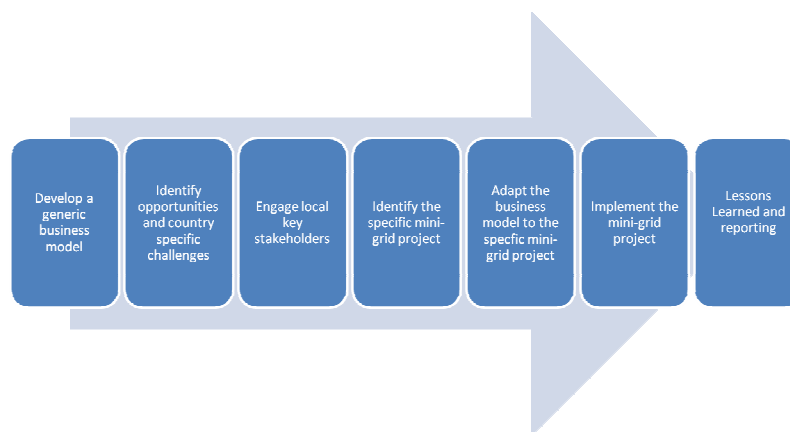 Develop a
generic
business
model
Identify
opportunities
and country
specific
challenges
Engage local
key
stakeholders
Identify the
specific mini-
grid project
Adapt the
business
model to the
specfic mini-
grid project
Implement the
mini-grid
project
Lessons
Learned and
reporting